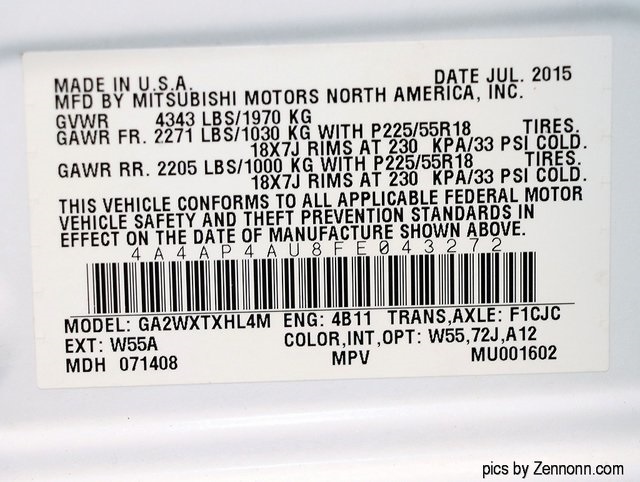 MADE IN U.S.A. DATE JUL. 2015
MFD BY MITSUBISHI MOTORS NORTH AMERICA, INC.
GVWR 4343 LBS/1970 KG
GAWR FR. 2271 LBS/1030 KG WITH P225/55R18 TIRES.
18X7J RIMS AT 230 KPA/33 PSI COLD.
GAWR RR. 2205 LBS/1000 KG WITH P225/55R18 TIRES.
18X7J RIMS AT 230 KPA/33 PSI COLD.
THIS VEHICLE CONFORMS TO ALL APPLICABLE FEDERAL MOTOR
VEHICLE SAFETY AND THEFT PREVENTION STANDARDS IN
EFFECT ON THE DATE OF MANUFACTURE SHOWN ABOVE.
4A4AP4AU8FE043272
MODEL: GA2WXTXHL4M ENG: 4B11 TRANS,AXLE: F1CJC
EXT: W55A COLOR,INT,OPT: W55,72J,A12
MDH 071408 MPV MU001602
pics by Zennonn.com